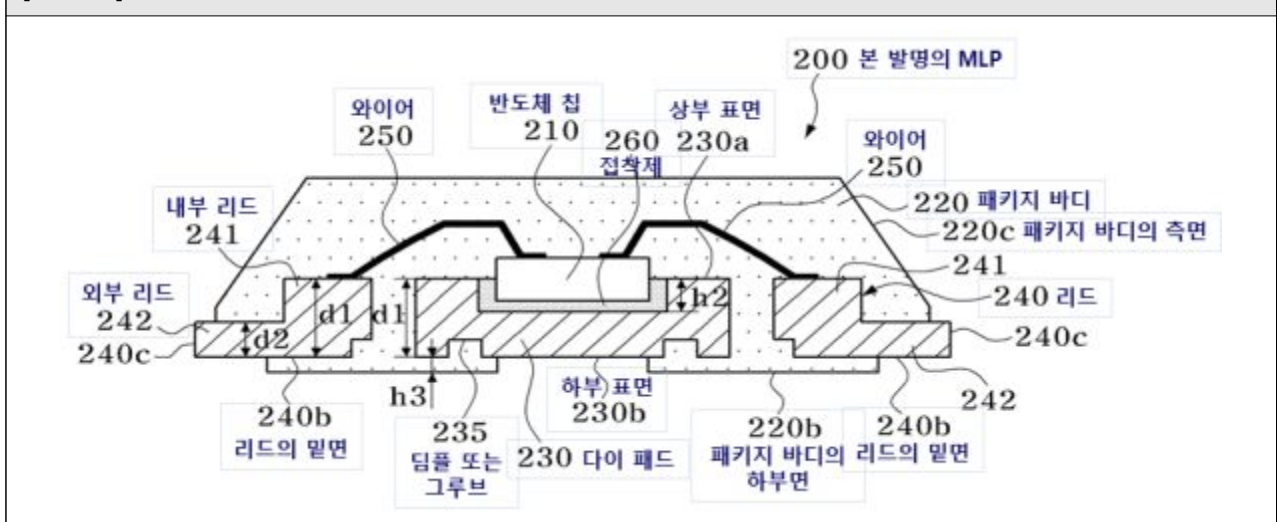 200 본 발명의 MLP
와이어
250
반도체 칩
210
260
접착제
상부 표면
230a
와이어
250
내부 리드
241
220 패키지 바디
220c 패키지 바디의 측면
241
외부 리드
242
240c
d2
d1
d1
h2
240 리드
240c
h3
하부 표면
230b
242
240b
리드의 밑면
235
딤플 또는
그루브
230 다이 패드
220b
패키지 바디의
하부면
240b
리드의 밑면